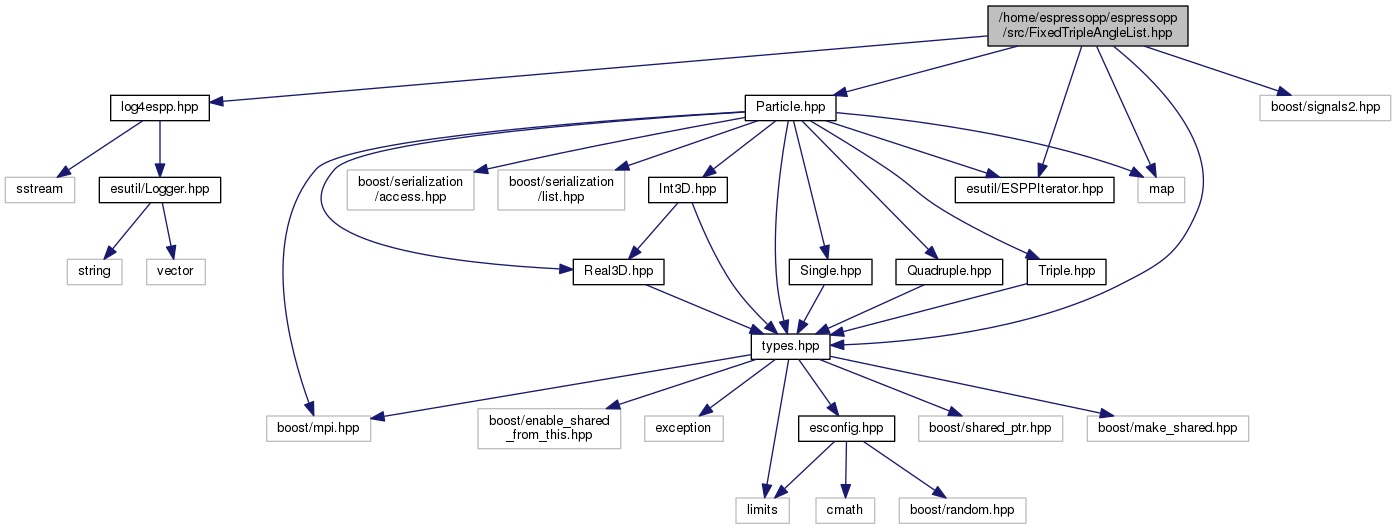 /home/espressopp/espressopp
/src/FixedTripleAngleList.hpp
log4espp.hpp
Particle.hpp
boost/signals2.hpp
sstream
esutil/Logger.hpp
boost/serialization
/access.hpp
boost/serialization
/list.hpp
Int3D.hpp
esutil/ESPPIterator.hpp
map
string
vector
Real3D.hpp
Single.hpp
Quadruple.hpp
Triple.hpp
types.hpp
boost/mpi.hpp
boost/enable_shared
_from_this.hpp
exception
esconfig.hpp
boost/shared_ptr.hpp
boost/make_shared.hpp
limits
cmath
boost/random.hpp